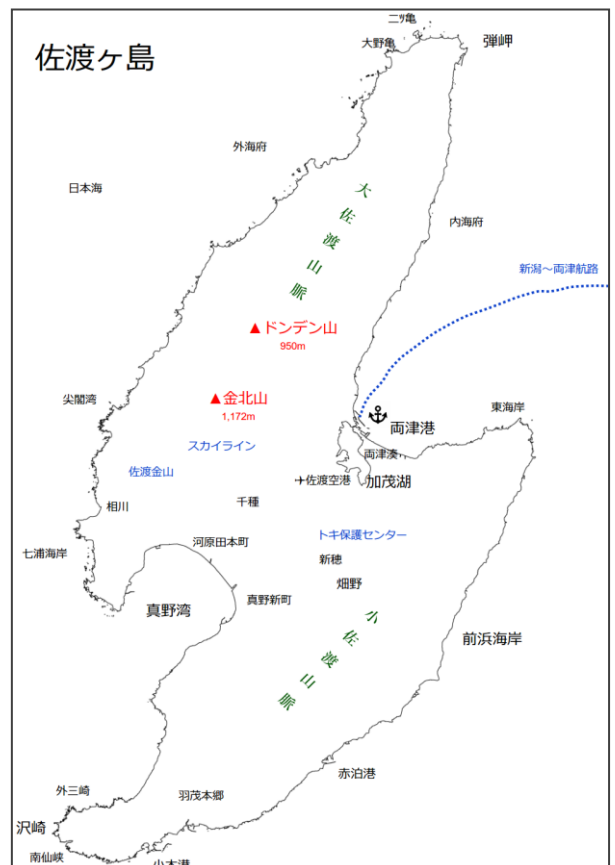 佐渡ヶ島
二ツ亀
大野亀
弾岬
外海府
日本海
大佐渡山脈
内海府
新潟～両津航路
▲ドンデン山
950m
▲金北山
1,172m
尖閣湾
スカイライン
佐渡金山
両津港
東海岸
両津湊
佐渡空港
加茂湖
千種
相川
河原田本町
トキ保護センター
七浦海岸
新穂
畑野
真野湾
真野新町
小佐渡山脈
前浜海岸
赤泊港
外三崎
羽茂本郷
沢崎
南仙峡
小木港